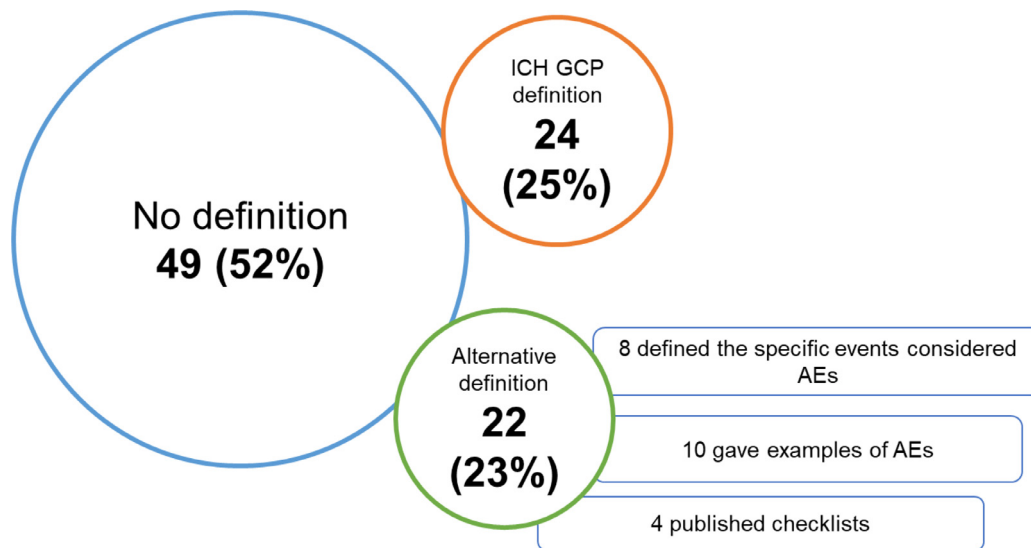 No definition
49 (52%)
ICH GCP
definition
24
(25%)
Alternative
definition
22
(23%)
8 defined the specific events considered
AEs
10 gave examples of AEs
4 published checklists